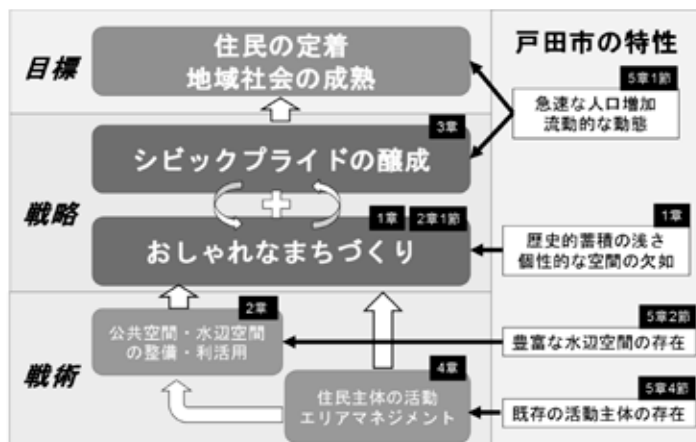 目標
住民の定着
地域社会の成熟
戸田市の特性
5章1節
急速な人口増加
流動的な動態
戦略
3章
シビックプライドの醸成
1章 2章1節
おしゃれなまちづくり
1章
歴史的蓄積の浅さ
個性的な空間の欠如
戦術
2章
公共空間・水辺空間
の整備・利活用
5章2節
豊富な水辺空間の存在
4章
住民主体の活動
エリアマネジメント
5章4節
既存の活動主体の存在